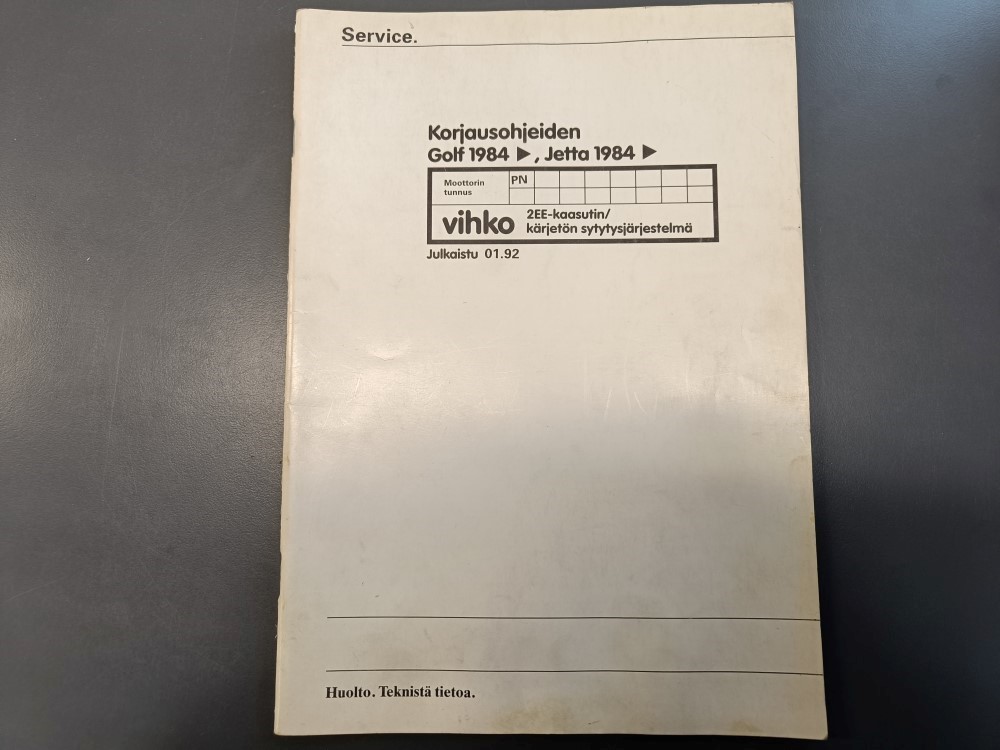 Service.
Korjausohjeiden
Golf 1984 ▶, Jetta 1984 ▶
Moottorin
tunnus
PN
vihko
2EE-kaasutin/
kärjetön sytytysjärjestelmä
Julkaistu 01.92
Huolto. Teknistä tietoa.